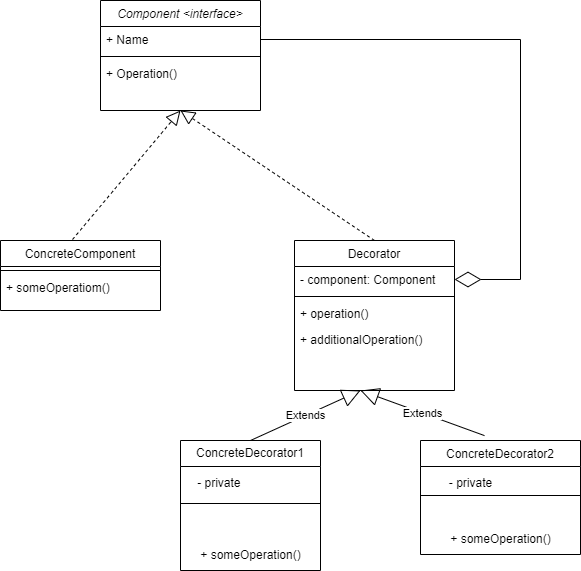 Component <interface>
+ Name
+ Operation()
ConcreteComponent
+ someOperatiom()
Decorator
- component: Component
+ operation()
+ additionalOperation()
Extends
Extends
ConcreteDecorator1
- private
+ someOperation()
ConcreteDecorator2
- private
+ someOperation()